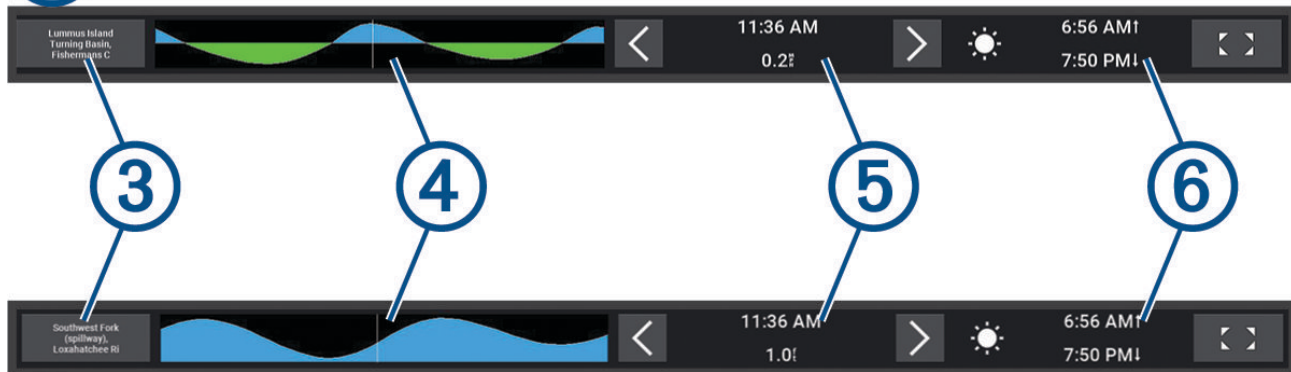 Lummus Island
Turning Basin,
Fishermans C
11:36 AM
0.2
6:56 AM↑
7:50 PM↓
3
4
5
6
Southwest Fork
(spillway),
Loxahatchee Ri
11:36 AM
1.0
6:56 AM↑
7:50 PM↓